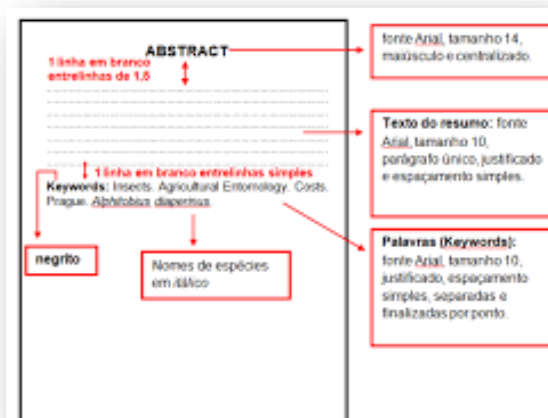 ABSTRACT
1 linha em branco
entrelinhas de 1,5
1 linha em branco entrelinhas simples
Keywords: Insects. Agricultural Entomology. Costs.
Prague. Alphitobius diaperinus.
negrito
Nomes de espécies
em itálico
fonte Arial, tamanho 14,
maiúsculo e centralizado.
Texto do resumo: fonte
Arial, tamanho 10,
parágrafo único, justificado
e espaçamento simples.
Palavras (Keywords):
fonte Arial, tamanho 10,
justificado, espaçamento
simples, separadas e
finalizadas por ponto.